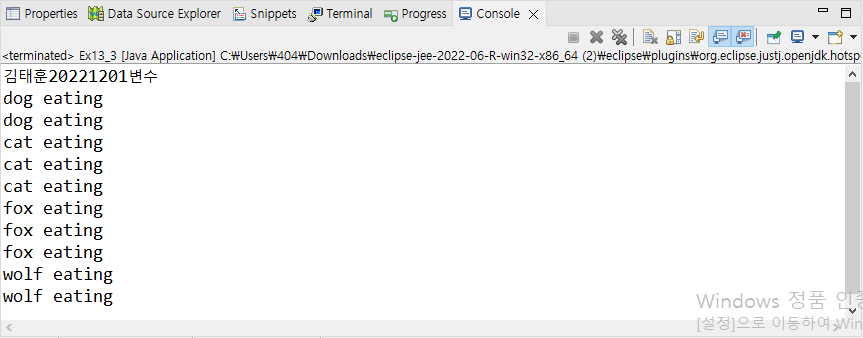 Properties Data Source Explorer Snippets Terminal Progress Console
<terminated> Ex13_3 [Java Application] C:₩Users₩404₩Downloads₩eclipse-jee-2022-06-R-win32-x86_64 (2)₩eclipse₩plugins₩org.eclipse.justj.openjdk.hotsp
김태훈20221201변수
dog eating
dog eating
cat eating
cat eating
cat eating
fox eating
fox eating
fox eating
wolf eating
wolf eating
Windows 정품 인증
[설정]으로 이동하여 Win